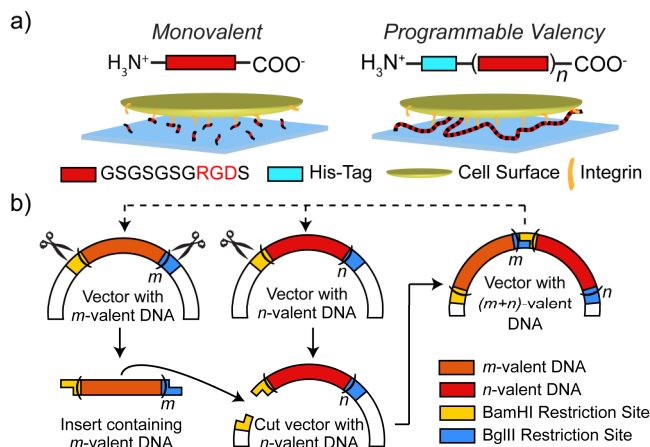 a)
Monovalent
Programmable Valency
H₃N⁺
COO⁻
H₃N⁺
( )n
COO⁻
GSGSGSGRGDS
His-Tag
Cell Surface
Integrin
b)
m
Vector with
m-valent DNA
n
Vector with
n-valent DNA
m
n
Vector with
(m+n)-valent
DNA
m
Insert containing
m-valent DNA
n
Cut vector with
n-valent DNA
m-valent DNA
n-valent DNA
BamHI Restriction Site
BglII Restriction Site